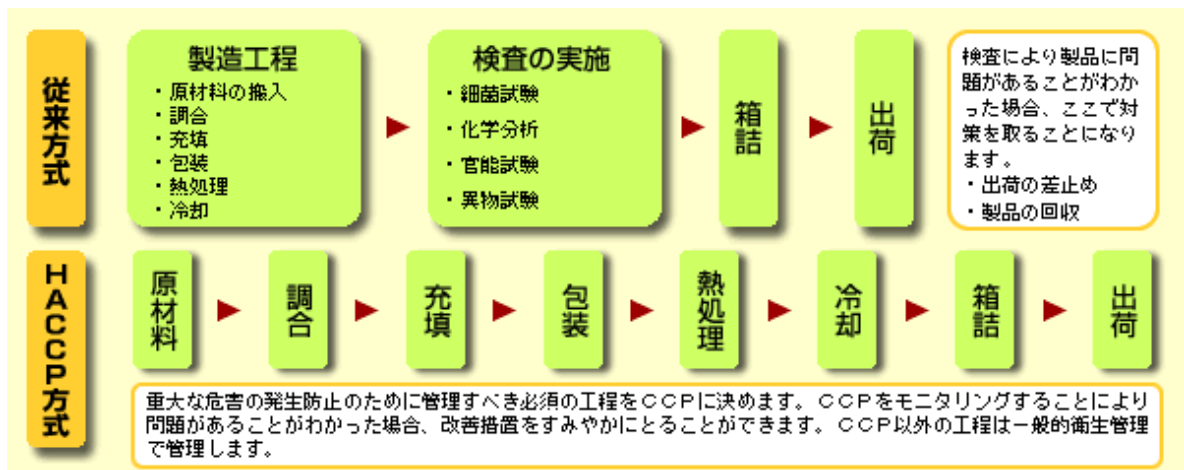 従来方式
製造工程
・原材料の搬入
・調合
・充填
・包装
・熱処理
・冷却
検査の実施
・細菌試験
・化学分析
・官能試験
・異物試験
箱詰
出荷
検査により製品に問
題があることがわか
った場合、ここで対
策を取ることになり
ます。
・出荷の差止め
・製品の回収
HACCP方式
原材料
調合
充填
包装
熱処理
冷却
箱詰
出荷
重大な危害の発生防止のために管理すべき必須の工程をCCPに決めます。CCPをモニタリングすることにより
問題があることがわかった場合、改善措置をすみやかにとることができます。CCP以外の工程は一般的衛生管理
で管理します。